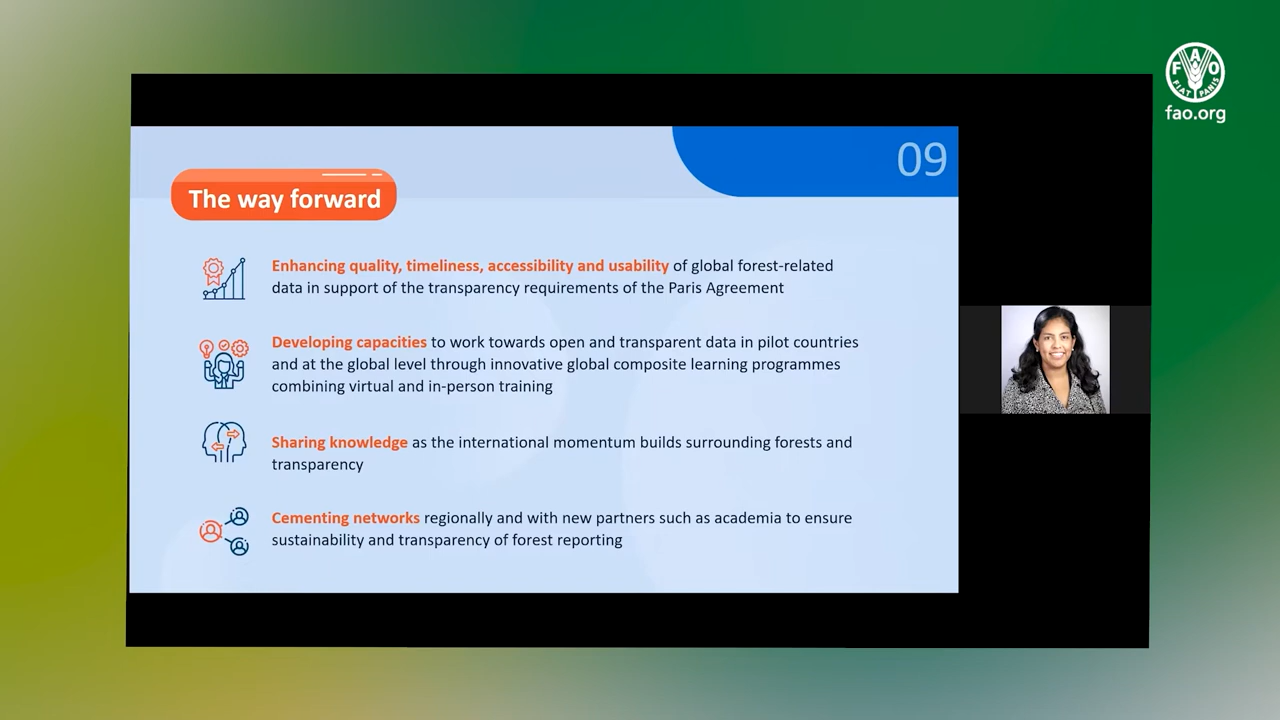 FAO
FIAT PANIS
fao.org
09
The way forward
Enhancing quality, timeliness, accessibility and usability of global forest-related
data in support of the transparency requirements of the Paris Agreement
Developing capacities to work towards open and transparent data in pilot countries
and at the global level through innovative global composite learning programmes
combining virtual and in-person training
Sharing knowledge as the international momentum builds surrounding forests and
transparency
Cementing networks regionally and with new partners such as academia to ensure
sustainability and transparency of forest reporting